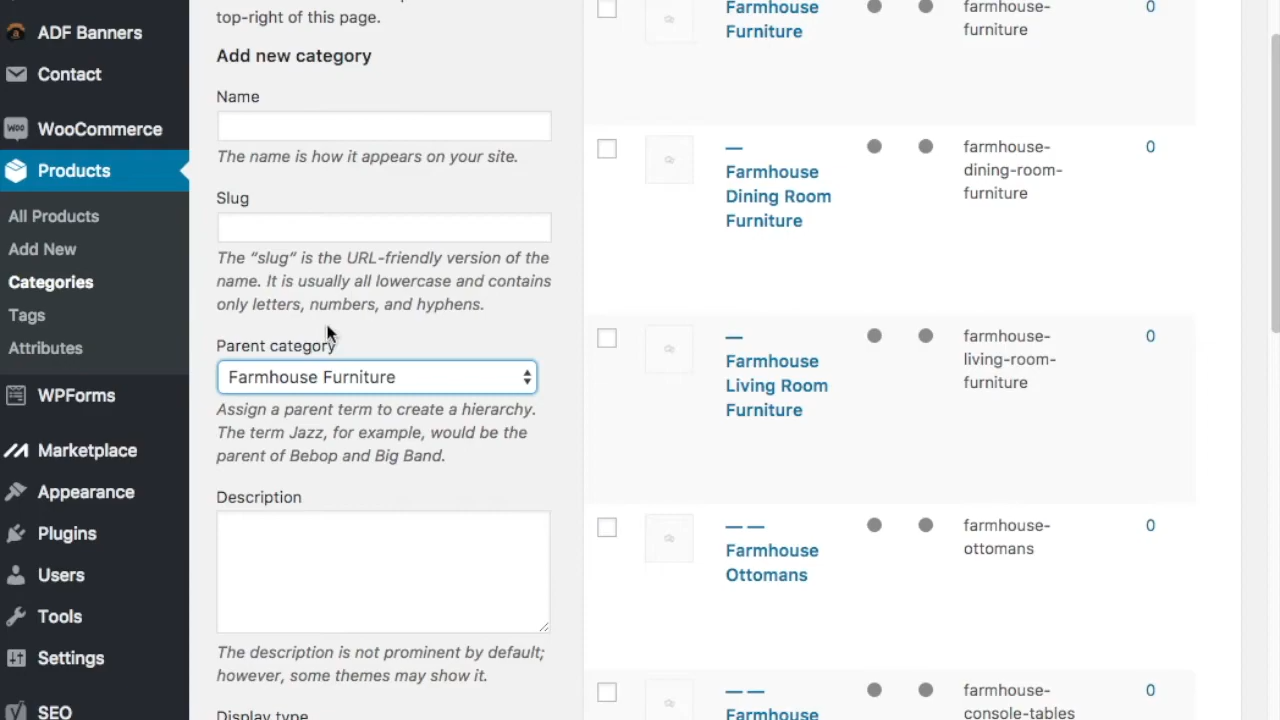 ADF Banners
Contact
WOO
WooCommerce
Products
All Products
Add New
Categories
Tags
Attributes
WPForms
Marketplace
Appearance
Plugins
Users
Tools
Settings
SEO
top-right of this page.
Add new category
Name
The name is how it appears on your site.
Slug
The “slug” is the URL-friendly version of the
name. It is usually all lowercase and contains
only letters, numbers, and hyphens.
Parent category
Farmhouse Furniture
Assign a parent term to create a hierarchy.
The term Jazz, for example, would be the
parent of Bebop and Big Band.
Description
The description is not prominent by default;
however, some themes may show it.
Display type
Farmhouse
Furniture
farmhouse-
furniture
0
—
Farmhouse
Dining Room
Furniture
farmhouse-
dining-room-
furniture
0
—
Farmhouse
Living Room
Furniture
farmhouse-
living-room-
furniture
0
— —
Farmhouse
Ottomans
farmhouse-
ottomans
0
— —
Farmhouse
farmhouse-
console-tables
0